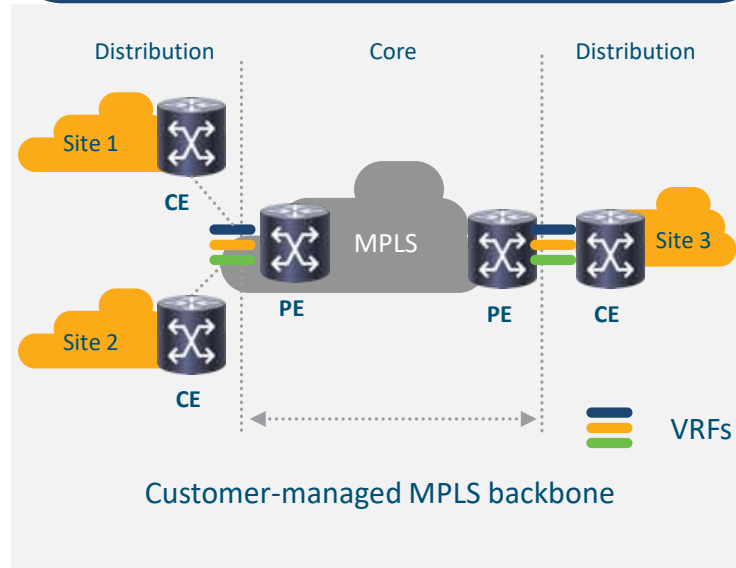 Distribution
Core
Distribution
Site 1
CE
MPLS
Site 3
PE
PE
CE
Site 2
CE
VRFs
Customer-managed MPLS backbone